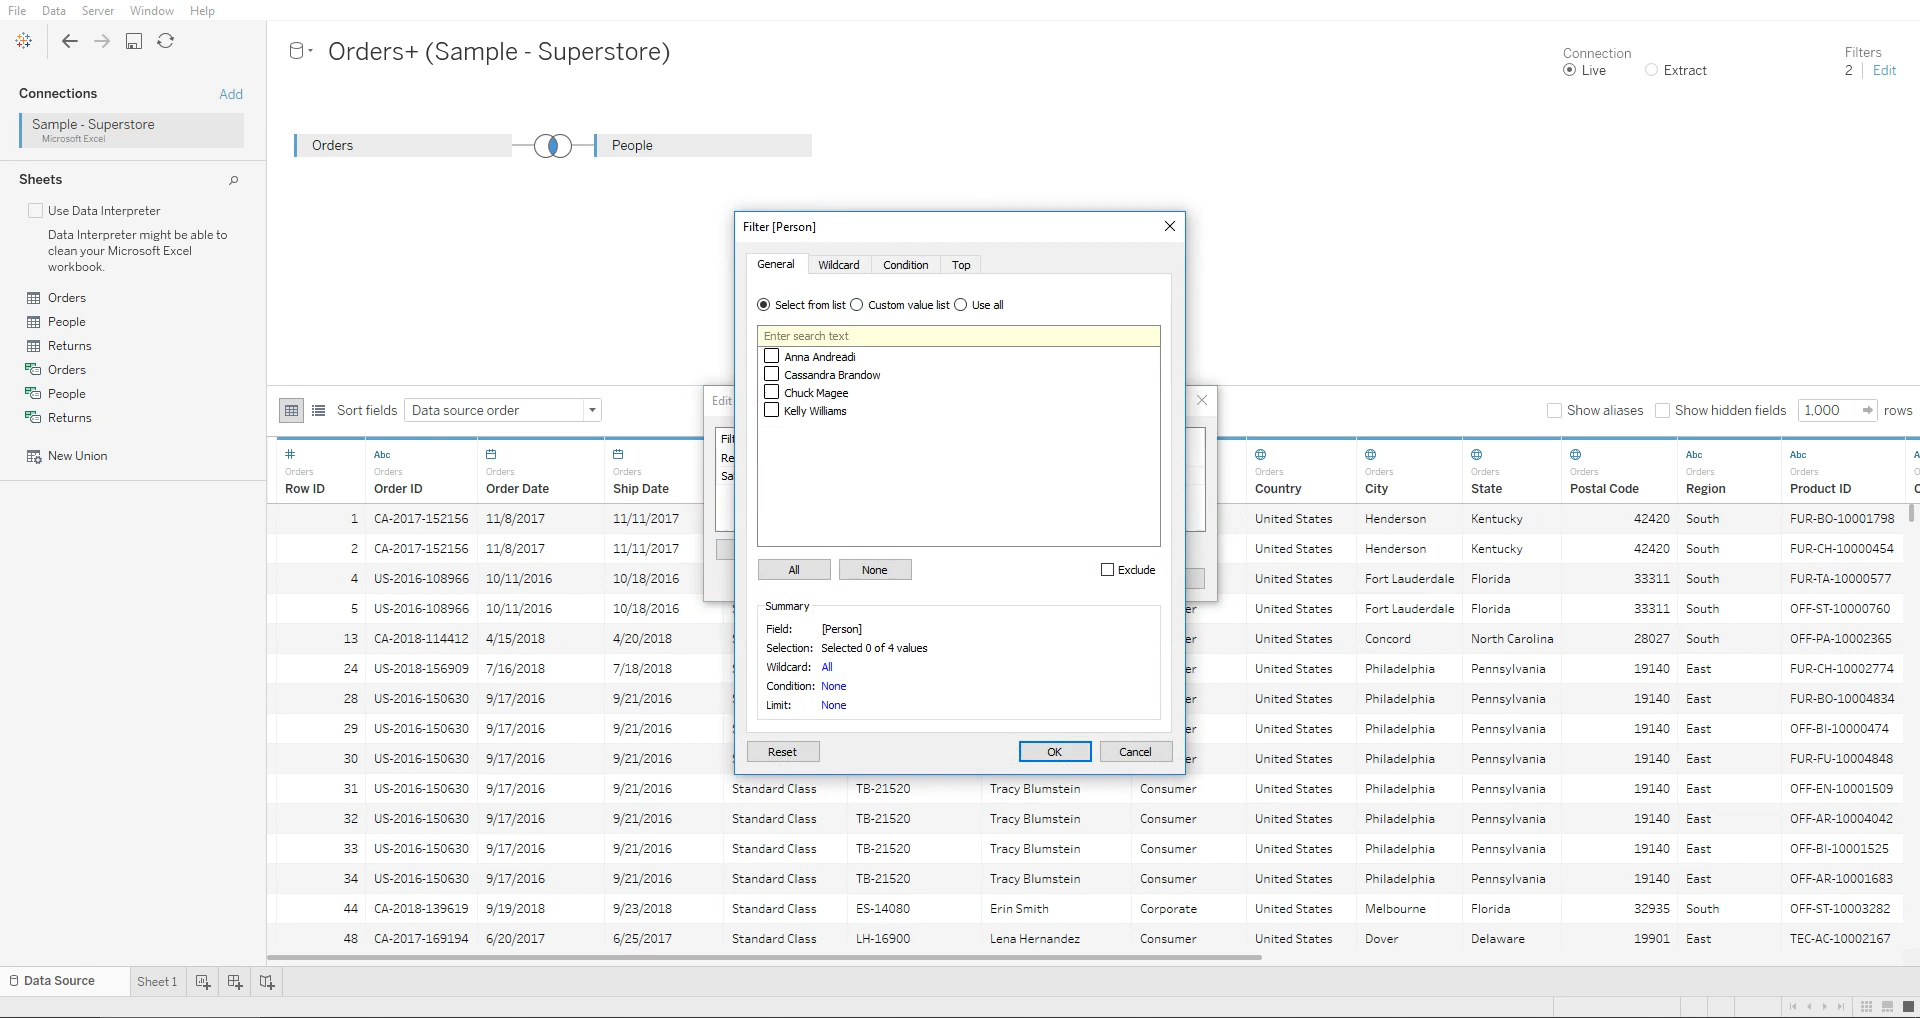 File Data Server Window Help
Orders+ (Sample - Superstore)
Connection
Live Extract
Filters
2 Edit
Connections Add
Sample - Superstore
Microsoft Excel
Sheets
Use Data Interpreter
Data Interpreter might be able to
clean your Microsoft Excel
workbook.
Orders
People
Returns
Orders
People
Returns
New Union
Orders People
Filter [Person]
General Wildcard Condition Top
Select from list Custom value list Use all
Enter search text
Anna Andreadi
Cassandra Brandow
Chuck Magee
Kelly Williams
All None Exclude
Summary
Field: [Person]
Selection: Selected 0 of 4 values
Wildcard: All
Condition: None
Limit: None
Reset OK Cancel
Edit
Sort fields Data source order
Show aliases Show hidden fields 1,000 rows
# Abc Abc Abc
Orders Orders Orders Orders Orders Orders Orders Orders Orders Orders
Row ID Order ID Order Date Ship Date Country City State Postal Code Region Product ID
1 CA-2017-152156 11/8/2017 11/11/2017 United States Henderson Kentucky 42420 South FUR-BO-10001798
2 CA-2017-152156 11/8/2017 11/11/2017 United States Henderson Kentucky 42420 South FUR-CH-10000454
4 US-2016-108966 10/11/2016 10/18/2016 United States Fort Lauderdale Florida 33311 South FUR-TA-10000577
5 US-2016-108966 10/11/2016 10/18/2016 er United States Fort Lauderdale Florida 33311 South OFF-ST-10000760
13 CA-2018-114412 4/15/2018 4/20/2018 er United States Concord North Carolina 28027 South OFF-PA-10002365
24 US-2018-156909 7/16/2018 7/18/2018 er United States Philadelphia Pennsylvania 19140 East FUR-CH-10002774
28 US-2016-150630 9/17/2016 9/21/2016 er United States Philadelphia Pennsylvania 19140 East FUR-BO-10004834
29 US-2016-150630 9/17/2016 9/21/2016 er United States Philadelphia Pennsylvania 19140 East OFF-BI-10000474
30 US-2016-150630 9/17/2016 9/21/2016 er United States Philadelphia Pennsylvania 19140 East FUR-FU-10004848
31 US-2016-150630 9/17/2016 9/21/2016 Standard Class TB-21520 Tracy Blumstein Consumer United States Philadelphia Pennsylvania 19140 East OFF-EN-10001509
32 US-2016-150630 9/17/2016 9/21/2016 Standard Class TB-21520 Tracy Blumstein Consumer United States Philadelphia Pennsylvania 19140 East OFF-AR-10004042
33 US-2016-150630 9/17/2016 9/21/2016 Standard Class TB-21520 Tracy Blumstein Consumer United States Philadelphia Pennsylvania 19140 East OFF-BI-10001525
34 US-2016-150630 9/17/2016 9/21/2016 Standard Class TB-21520 Tracy Blumstein Consumer United States Philadelphia Pennsylvania 19140 East OFF-AR-10001683
44 CA-2018-139619 9/19/2018 9/23/2018 Standard Class ES-14080 Erin Smith Corporate United States Melbourne Florida 32935 South OFF-ST-10003282
48 CA-2017-169194 6/20/2017 6/25/2017 Standard Class LH-16900 Lena Hernandez Consumer United States Dover Delaware 19901 East TEC-AC-10002167
Data Source Sheet 1